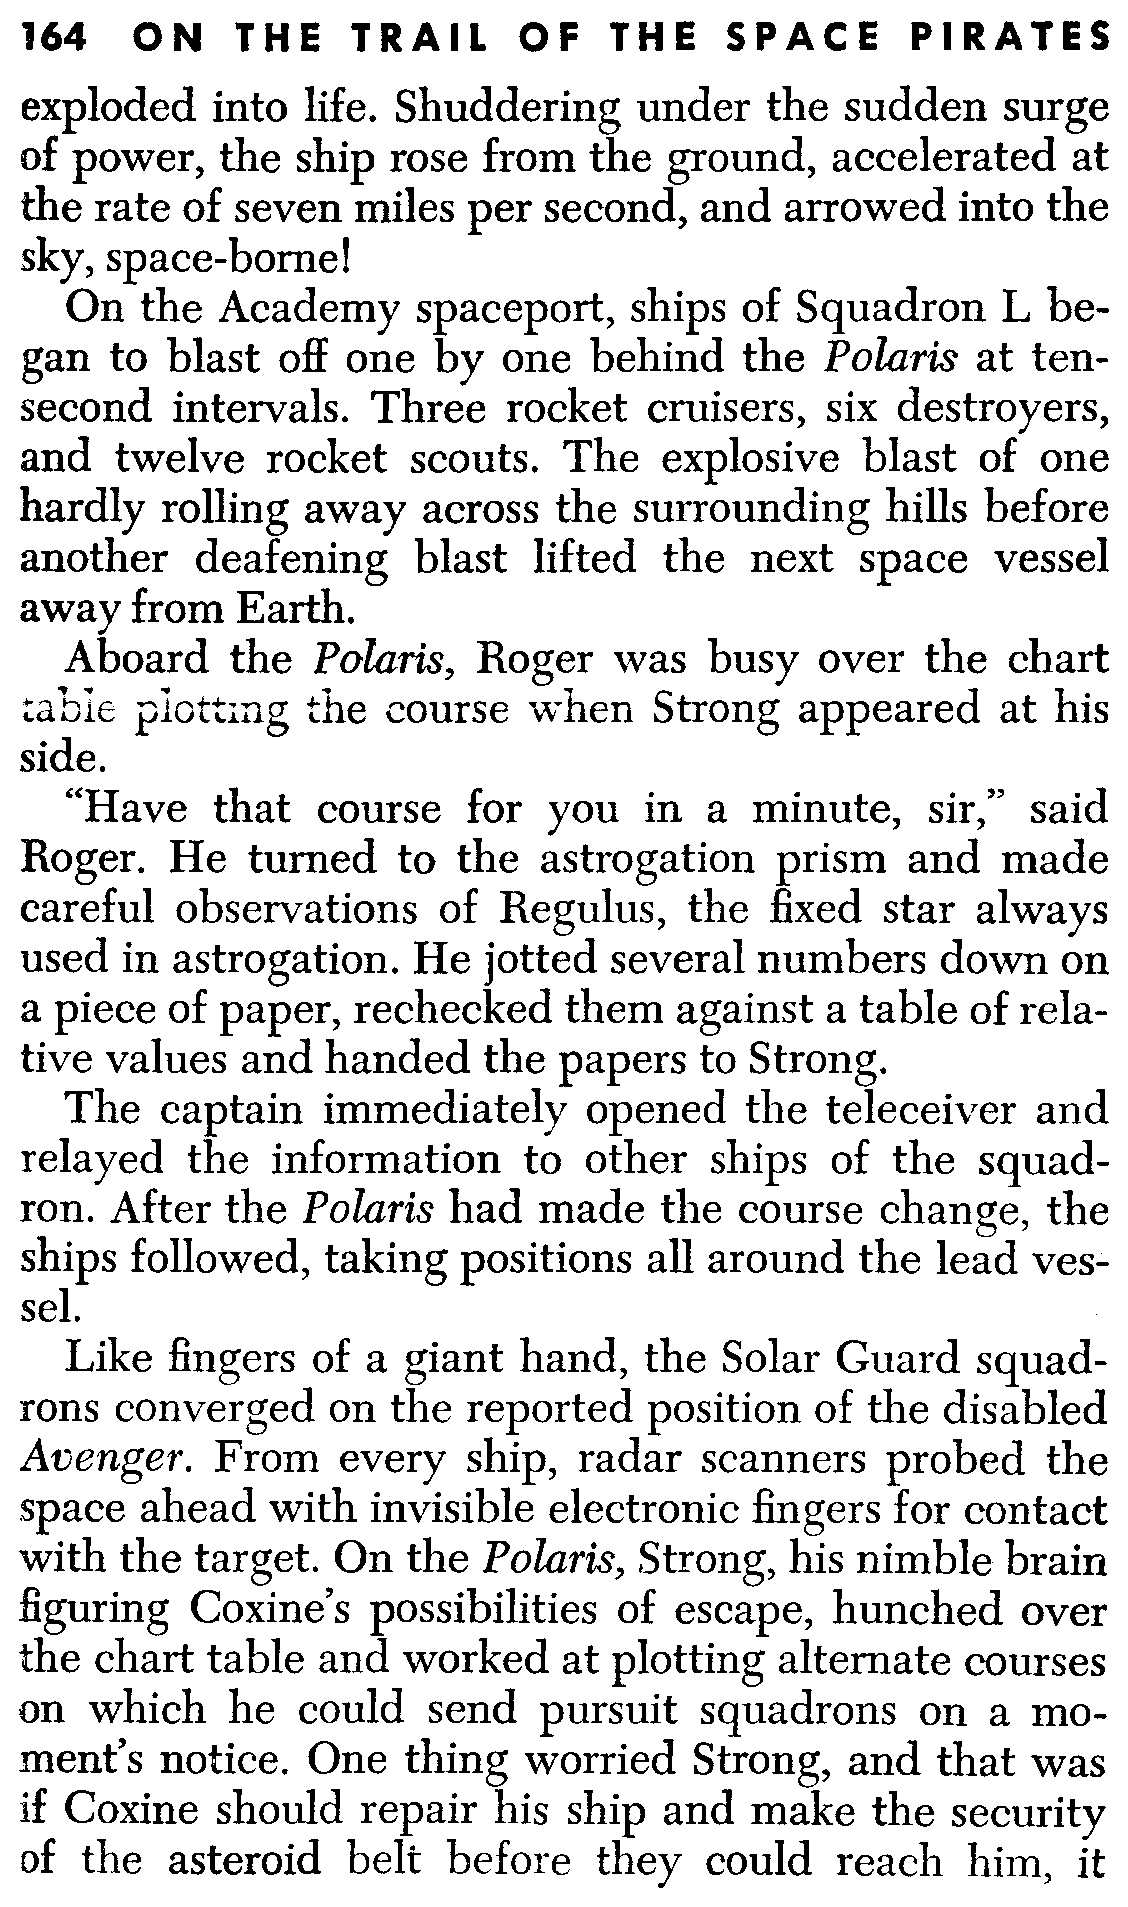 164 ON THE TRAIL OF THE SPACE PIRATES
exploded into life. Shuddering under the sudden surge
of power, the ship rose from the ground, accelerated at
the rate of seven miles per second, and arrowed into the
sky, space-borne!
On the Academy spaceport, ships of Squadron L be-
gan to blast off one by one behind the Polaris at ten-
second intervals. Three rocket cruisers, six destroyers,
and twelve rocket scouts. The explosive blast of one
hardly rolling away across the surrounding hills before
another deafening blast lifted the next space vessel
away from Earth.
Aboard the Polaris, Roger was busy over the chart
table plotting the course when Strong appeared at his
side.
“Have that course for you in a minute, sir,” said
Roger. He turned to the astrogation prism and made
careful observations of Regulus, the fixed star always
used in astrogation. He jotted several numbers down on
a piece of paper, rechecked them against a table of rela-
tive values and handed the papers to Strong.
The captain immediately opened the teleceiver and
relayed the information to other ships of the squad-
ron. After the Polaris had made the course change, the
ships followed, taking positions all around the lead ves-
sel.
Like fingers of a giant hand, the Solar Guard squad-
rons converged on the reported position of the disabled
Avenger. From every ship, radar scanners probed the
space ahead with invisible electronic fingers for contact
with the target. On the Polaris, Strong, his nimble brain
figuring Coxine’s possibilities of escape, hunched over
the chart table and worked at plotting alternate courses
on which he could send pursuit squadrons on a mo-
ment’s notice. One thing worried Strong, and that was
if Coxine should repair his ship and make the security
of the asteroid belt before they could reach him, it